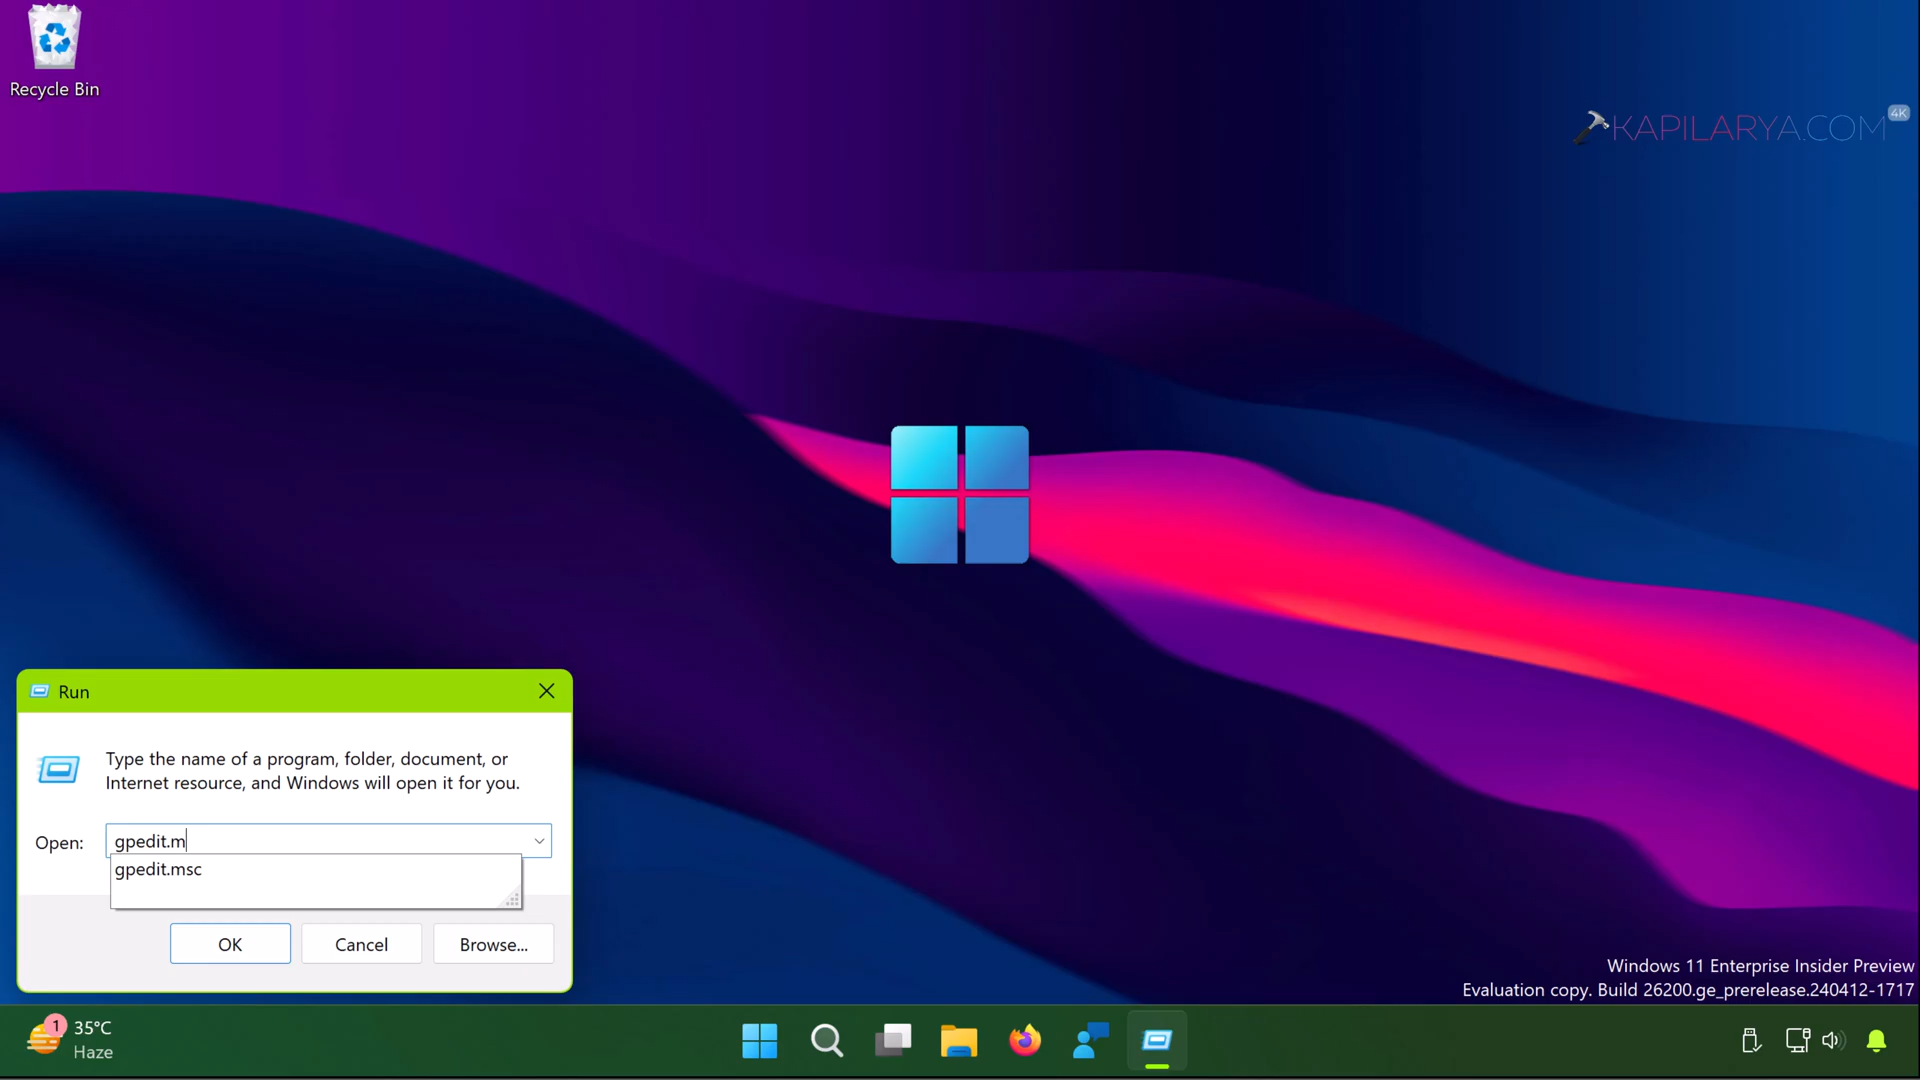 Recycle Bin
KAPILARYA.COM
4K
Run
Type the name of a program, folder, document, or
Internet resource, and Windows will open it for you.
Open:
gpedit.m
gpedit.msc
OK
Cancel
Browse...
Windows 11 Enterprise Insider Preview
Evaluation copy. Build 26200.ge_prerelease.240412-1717
1
35°C
Haze